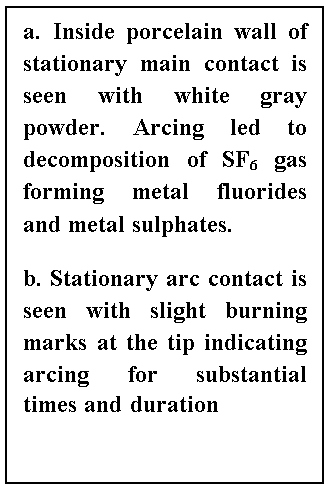 a. Inside porcelain wall of
stationary main contact is
seen with white gray
powder. Arcing led to
decomposition of SF₆ gas
forming metal fluorides
and metal sulphates.
b. Stationary arc contact is
seen with slight burning
marks at the tip indicating
arcing for substantial
times and duration